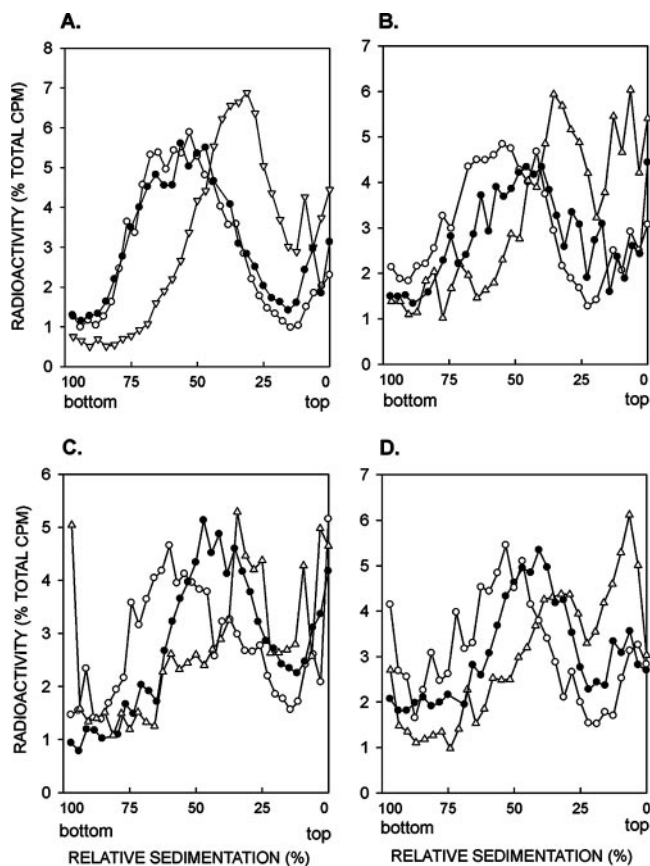 A.
B.
RADIOACTIVITY (% TOTAL CPM)
8
7
6
5
4
3
2
1
0
100 75 50 25 0
bottom top
7
6
5
4
3
2
1
0
100 75 50 25 0
bottom top
C.
D.
RADIOACTIVITY (% TOTAL CPM)
6
5
4
3
2
1
0
100 75 50 25 0
bottom top
RELATIVE SEDIMENTATION (%)
7
6
5
4
3
2
1
0
100 75 50 25 0
bottom top
RELATIVE SEDIMENTATION (%)